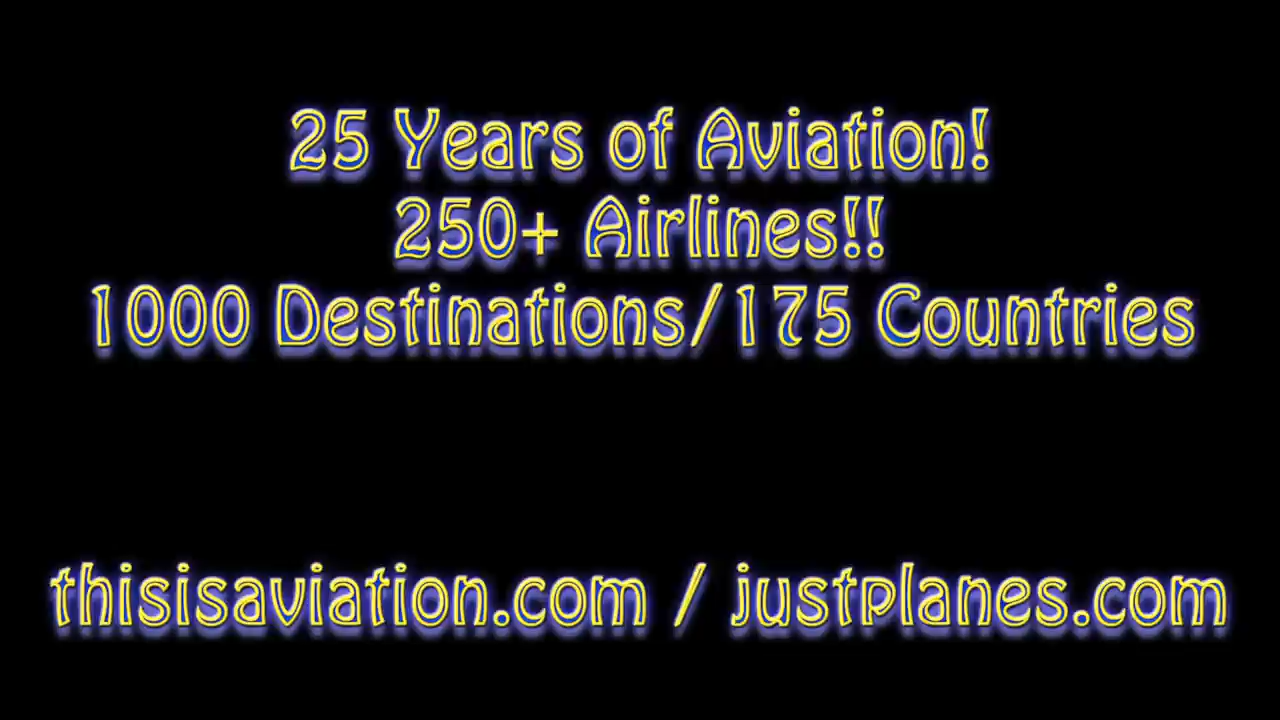 25 Years of Aviation!
250+ Airlines!!
1000 Destinations/175 Countries
thisisaviation.com / justplanes.com